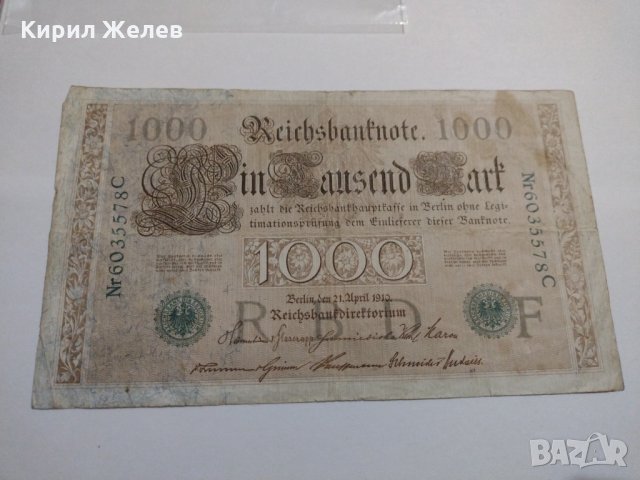 Кирил Желев
1000 Reichsbanknote. 1000
Ein Tausend Mark
zahlt die Reichsbankhauptkasse in Berlin ohne Legi-
timationsprüfung dem Einlieferer dieser Banknote.
Nr6035578C
Nr6035578C
1000
Berlin, den 21. April 1910.
Reichsbankdirektorium
R B D F
BAZAR